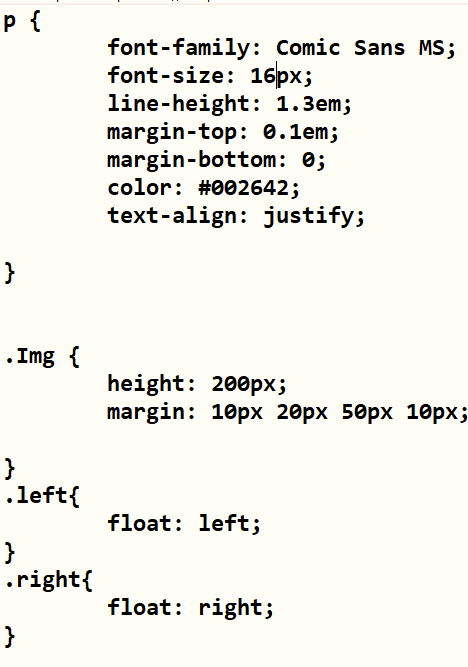 p {
font-family: Comic Sans MS;
font-size: 16px;
line-height: 1.3em;
margin-top: 0.1em;
margin-bottom: 0;
color: #002642;
text-align: justify;
}
.Img {
height: 200px;
margin: 10px 20px 50px 10px;
}
.left{
float: left;
}
.right{
float: right;
}